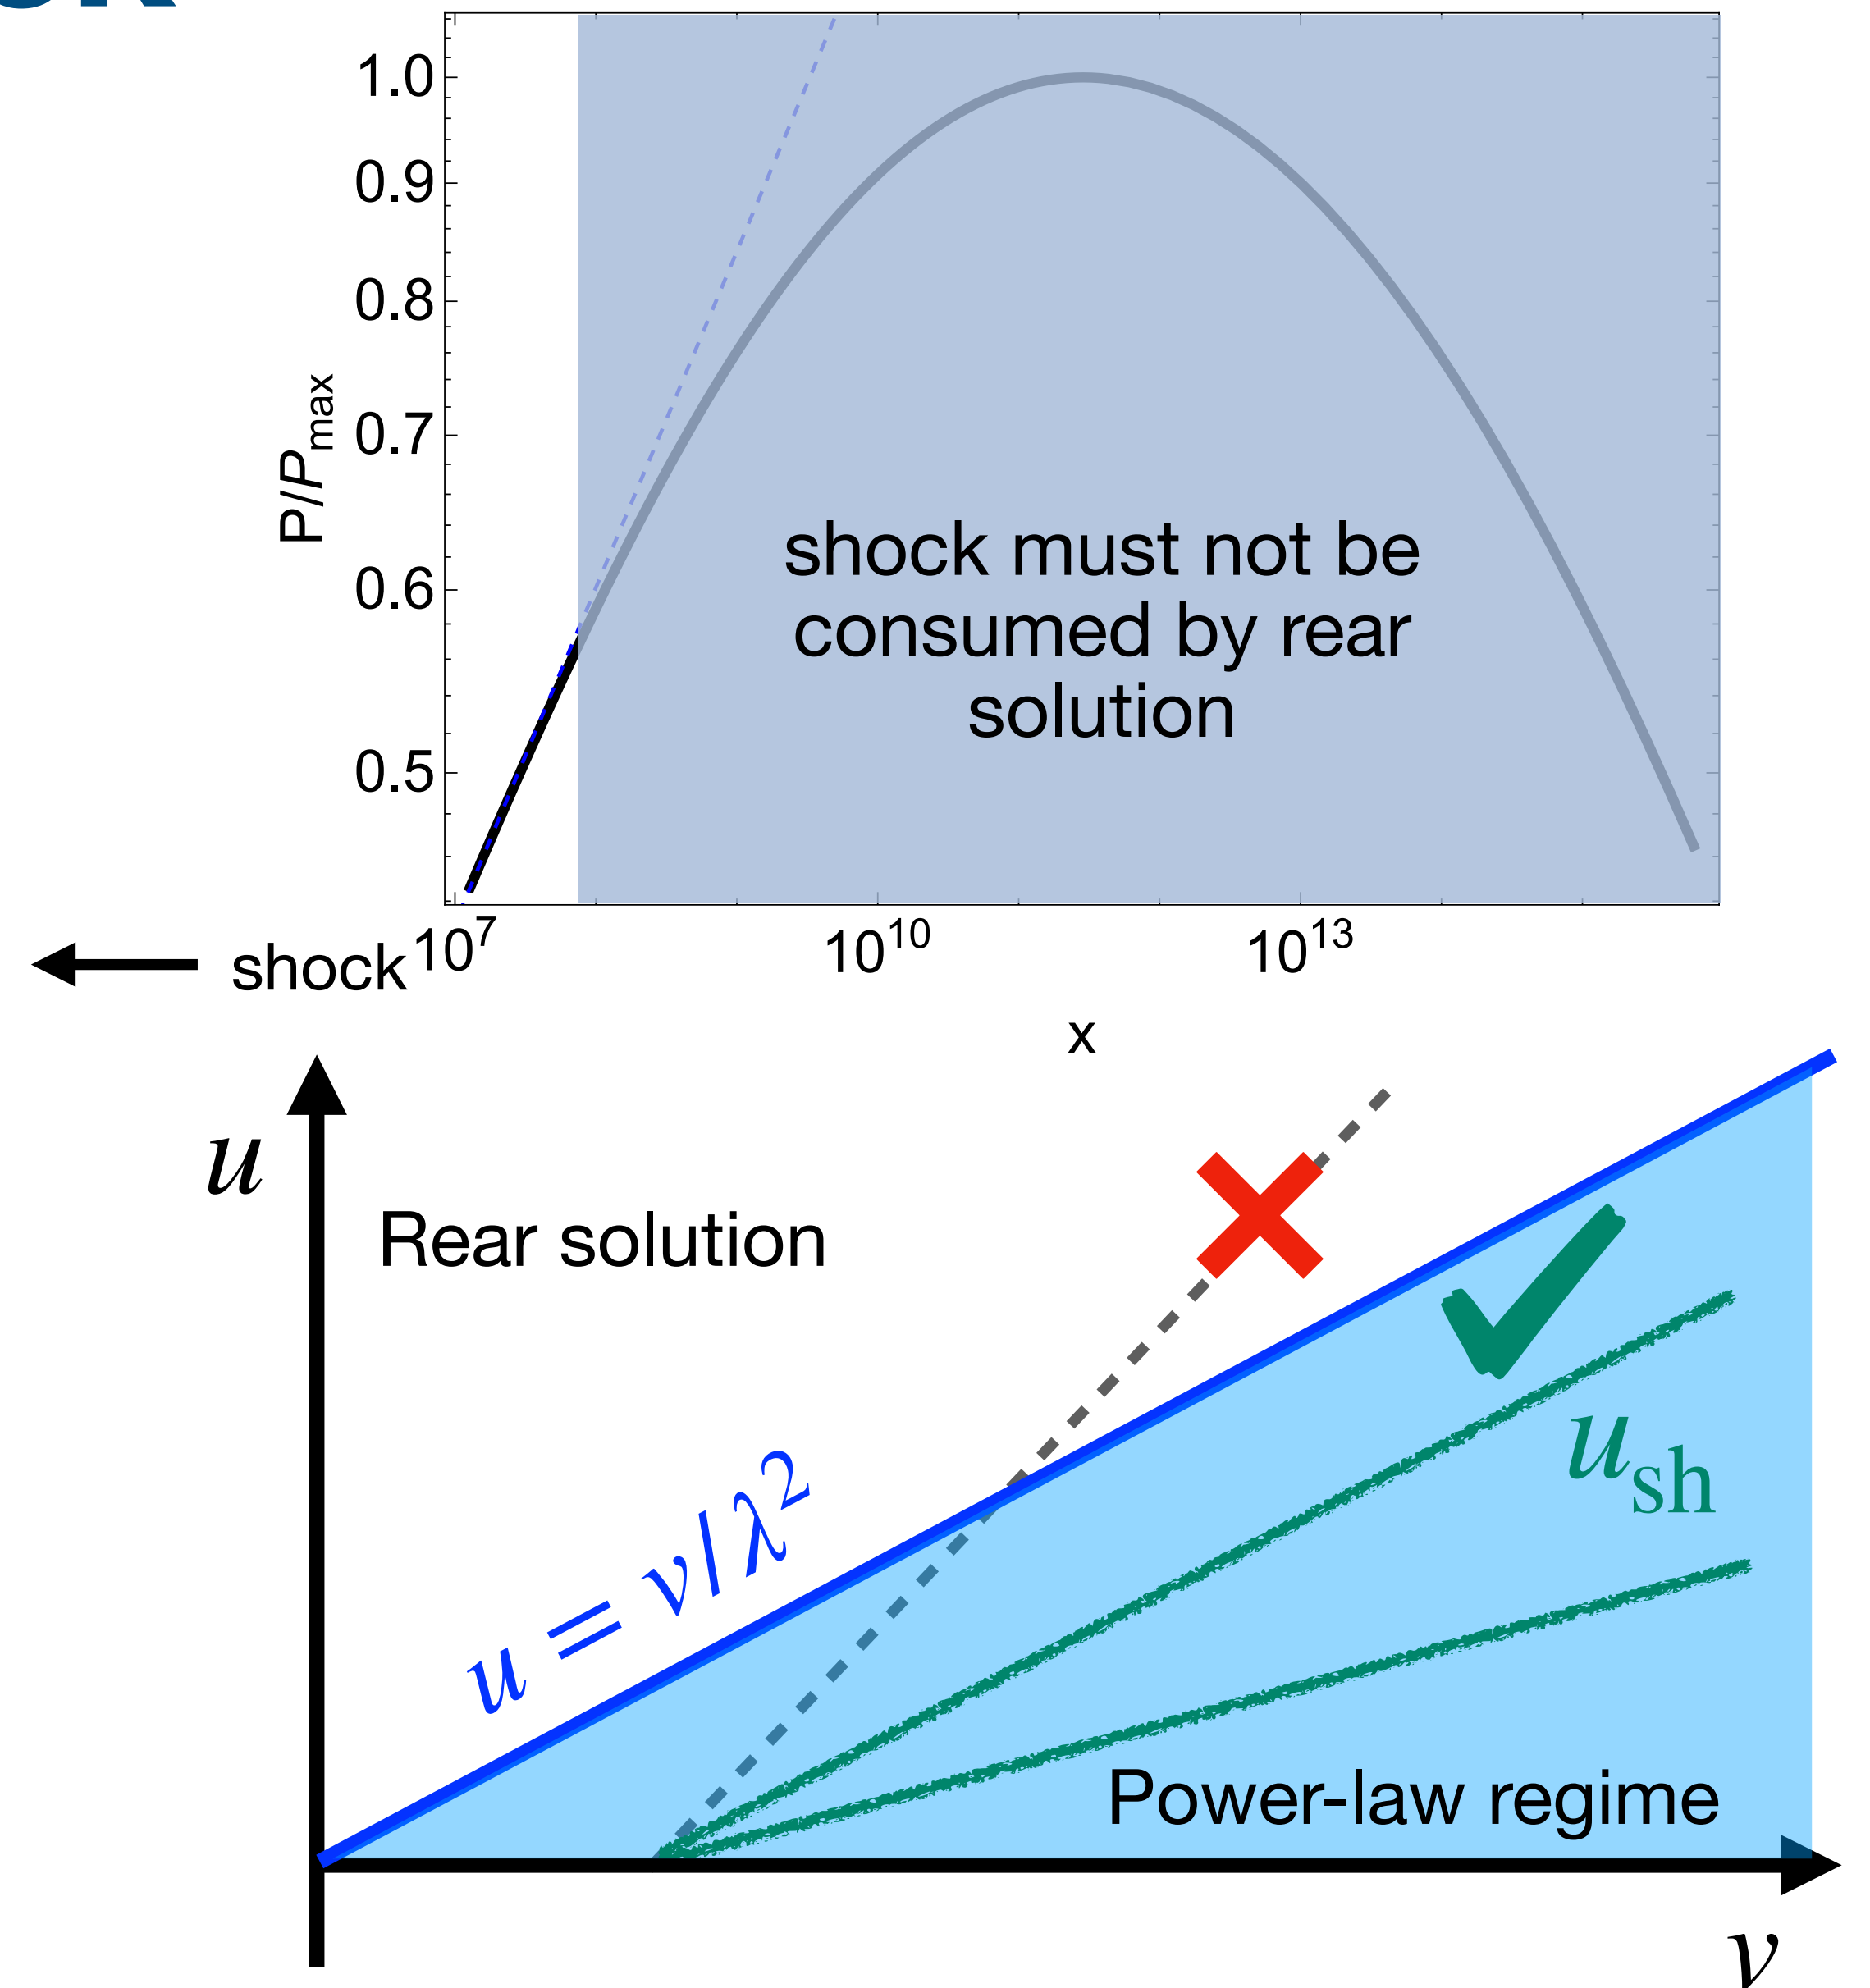 1.0
0.9
0.8
0.7
0.6
0.5
P/P_max
shock must not be
consumed by rear
solution
shock
10^7
10^10
10^13
x
u
Rear solution
u = v/λ^2
u_sh
Power-law regime
v